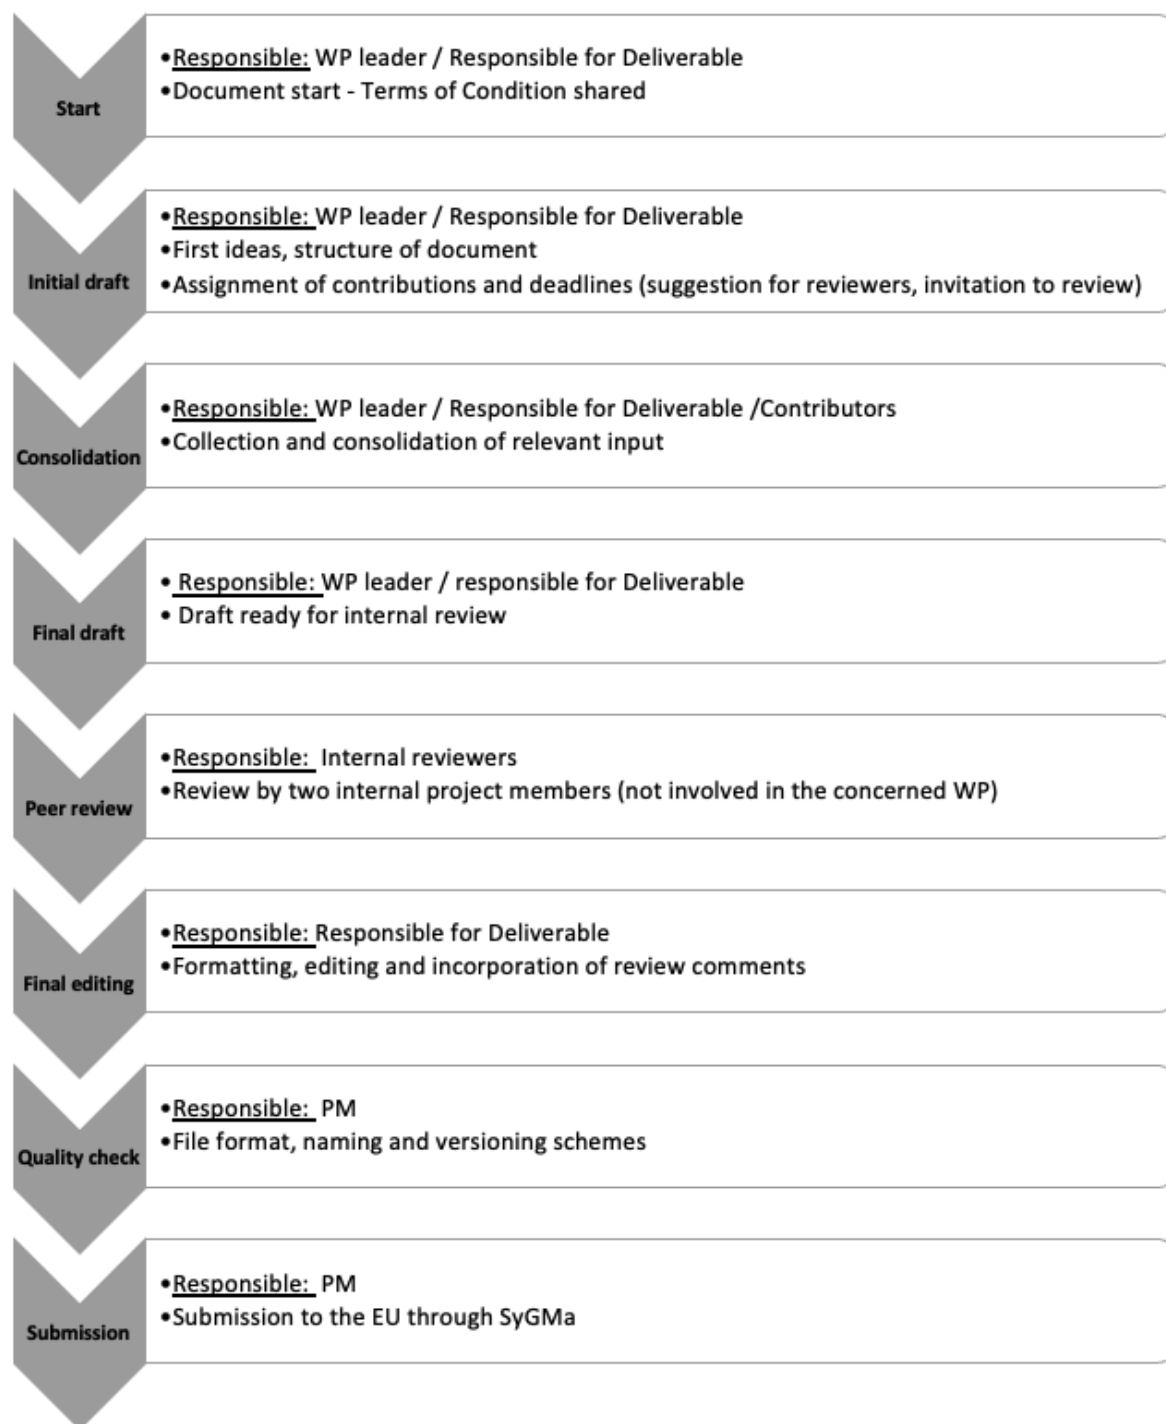 Start
•Responsible: WP leader / Responsible for Deliverable
•Document start - Terms of Condition shared
Initial draft
•Responsible: WP leader / Responsible for Deliverable
•First ideas, structure of document
•Assignment of contributions and deadlines (suggestion for reviewers, invitation to review)
Consolidation
•Responsible: WP leader / Responsible for Deliverable /Contributors
•Collection and consolidation of relevant input
Final draft
• Responsible: WP leader / responsible for Deliverable
• Draft ready for internal review
Peer review
•Responsible: Internal reviewers
•Review by two internal project members (not involved in the concerned WP)
Final editing
•Responsible: Responsible for Deliverable
•Formatting, editing and incorporation of review comments
Quality check
•Responsible: PM
•File format, naming and versioning schemes
Submission
•Responsible: PM
•Submission to the EU through SyGMa